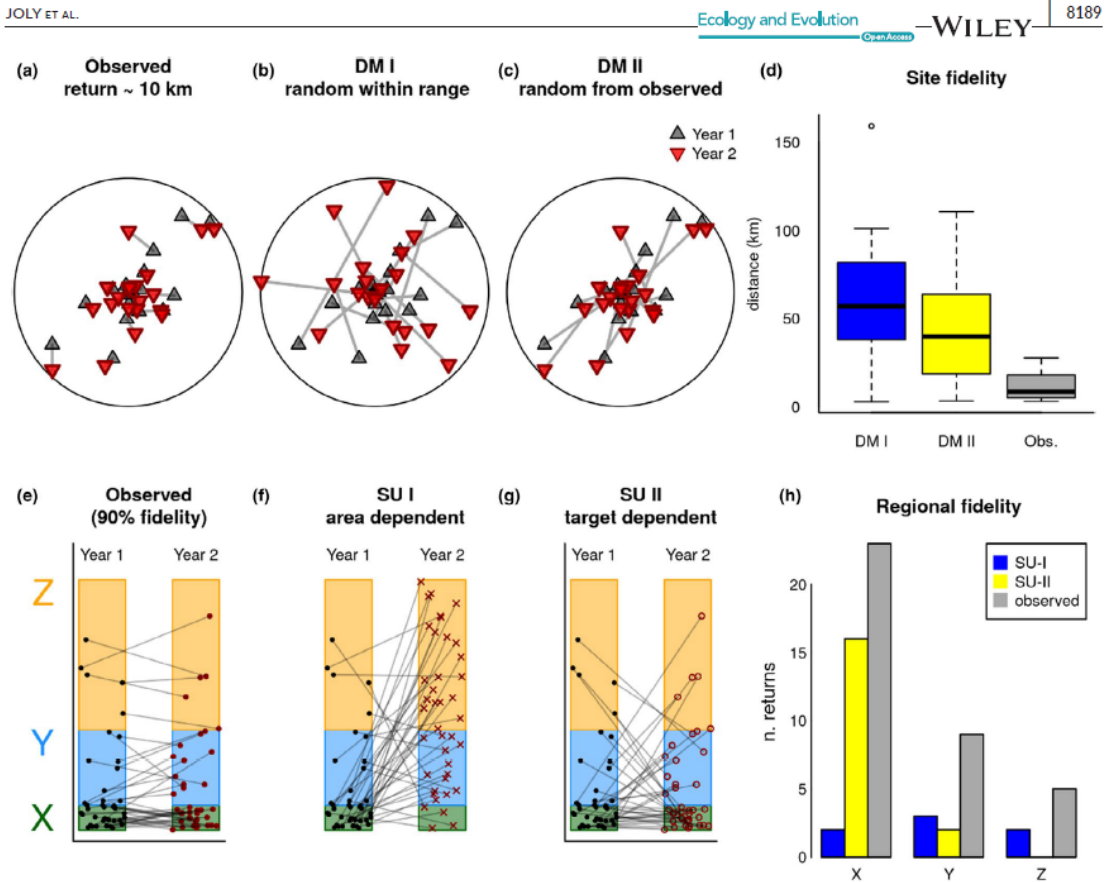 JOLY ET AL.
Ecology and Evolution
Open Access
WILEY
8189
(a)
Observed
return ~ 10 km
(b)
DM I
random within range
(c)
DM II
random from observed
Year 1
Year 2
(d)
Site fidelity
distance (km)
150
100
50
0
DM I
DM II
Obs.
(e)
Observed
(90% fidelity)
Year 1
Year 2
Z
Y
X
(f)
SU I
area dependent
Year 1
Year 2
(g)
SU II
target dependent
Year 1
Year 2
(h)
Regional fidelity
SU-I
SU-II
observed
n. returns
20
15
10
5
0
X
Y
Z